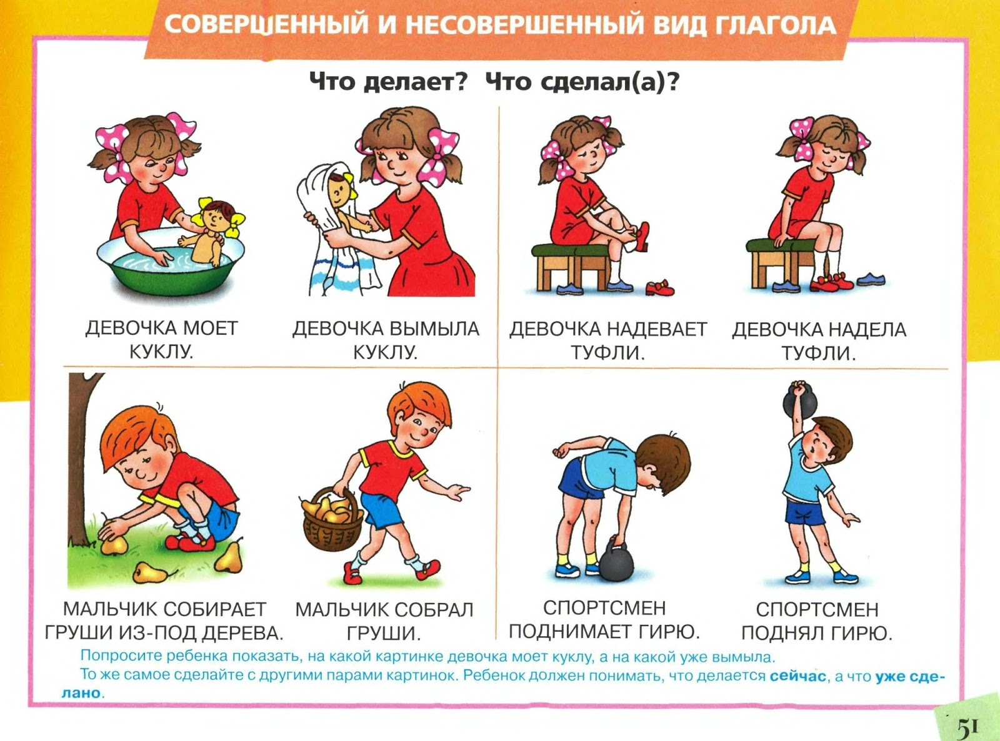 СОВЕРШЕННЫЙ И НЕСОВЕРШЕННЫЙ ВИД ГЛАГОЛА
Что делает? Что сделал(а)?
ДЕВОЧКА МОЕТ
КУКЛУ.
ДЕВОЧКА ВЫМЫЛА
КУКЛУ.
ДЕВОЧКА НАДЕВАЕТ
ТУФЛИ.
ДЕВОЧКА НАДЕЛА
ТУФЛИ.
МАЛЬЧИК СОБИРАЕТ
ГРУШИ ИЗ-ПОД ДЕРЕВА.
МАЛЬЧИК СОБРАЛ
ГРУШИ.
СПОРТСМЕН
ПОДНИМАЕТ ГИРЮ.
СПОРТСМЕН
ПОДНЯЛ ГИРЮ.
Попросите ребенка показать, на какой картинке девочка моет куклу, а на какой уже вымыла.
То же самое сделайте с другими парами картинок. Ребенок должен понимать, что делается сейчас, а что уже сде-
лано.
51